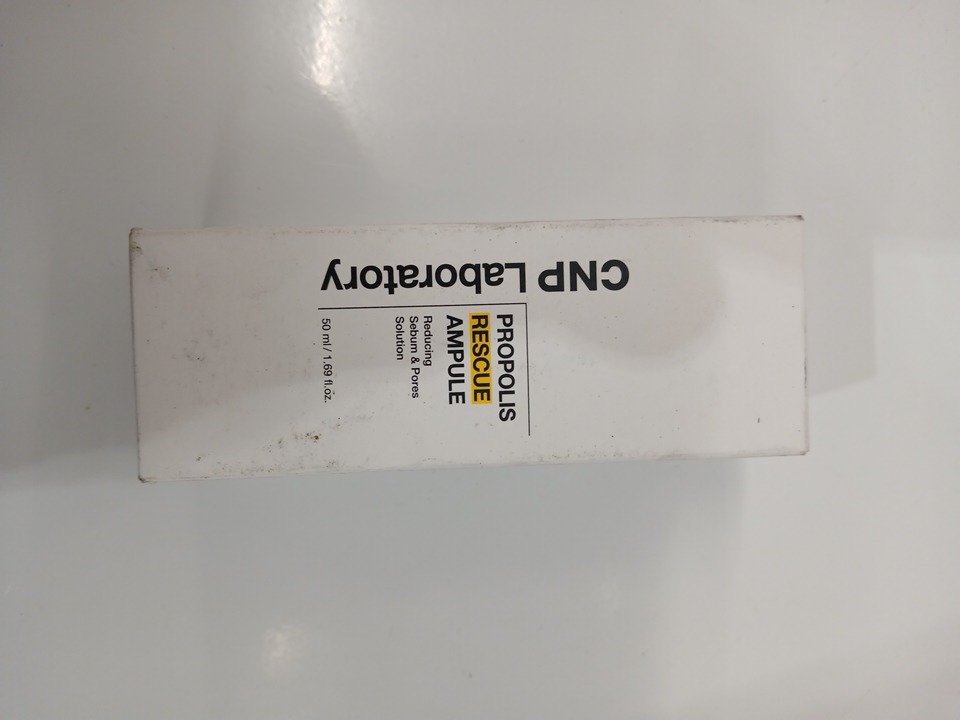 CNP Laboratory
PROPOLIS
RESCUE
AMPULE
Reducing
Sebum & Pores
Solution
50 ml / 1.69 fl.oz.